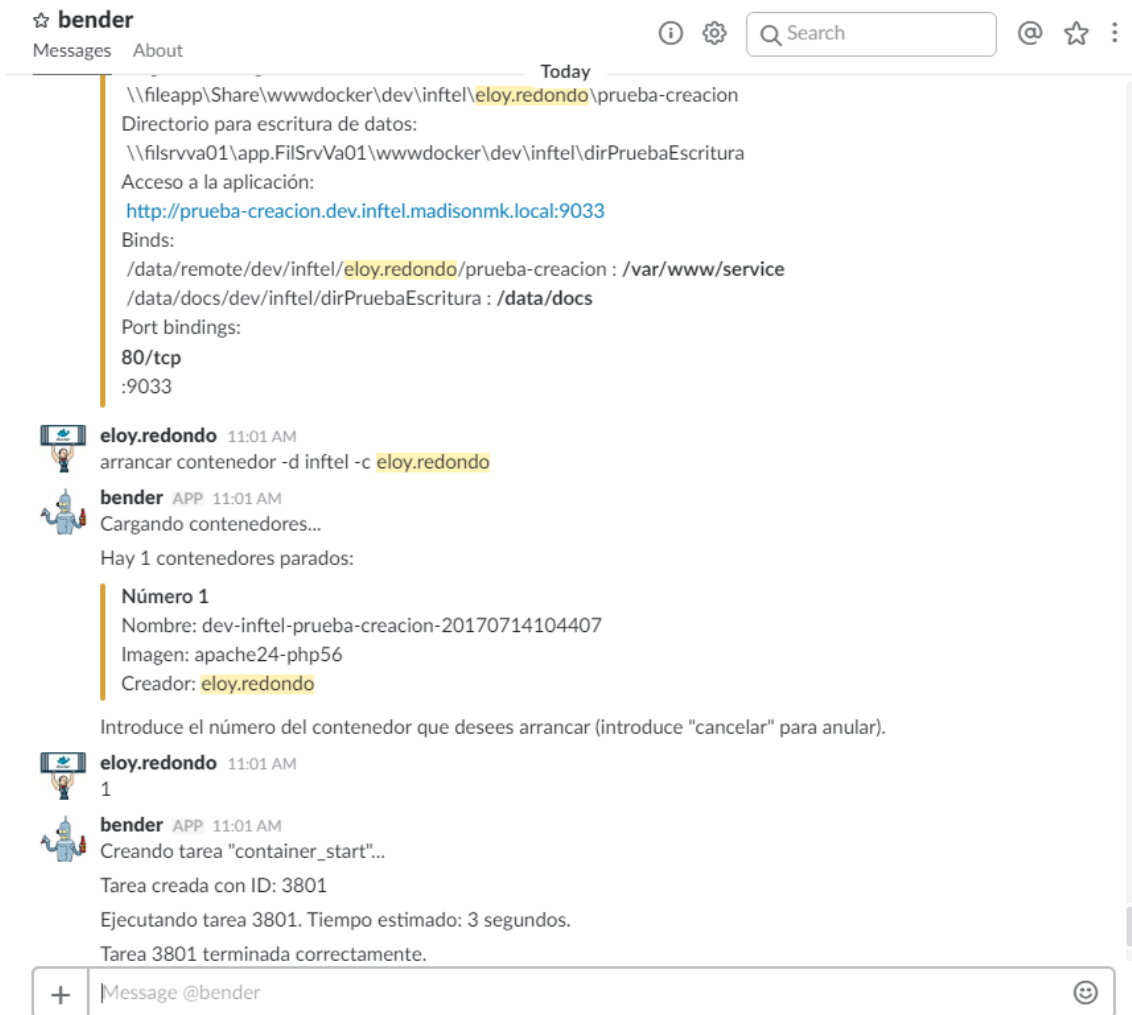 bender
Messages About
Search
Today
\\fileapp\Share\wwwdocker\dev\inftel\eloy.redondo\prueba-creacion
Directorio para escritura de datos:
\\filsrvva01\app.FilSrvVa01\wwwdocker\dev\inftel\dirPruebaEscritura
Acceso a la aplicación:
http://prueba-creacion.dev.inftel.madisonmk.local:9033
Binds:
/data/remote/dev/inftel/eloy.redondo/prueba-creacion : /var/www/service
/data/docs/dev/inftel/dirPruebaEscritura : /data/docs
Port bindings:
80/tcp
:9033
eloy.redondo 11:01 AM
arrancar contenedor -d inftel -c eloy.redondo
bender APP 11:01 AM
Cargando contenedores...
Hay 1 contenedores parados:
Número 1
Nombre: dev-inftel-prueba-creacion-20170714104407
Imagen: apache24-php56
Creador: eloy.redondo
Introduce el número del contenedor que desees arrancar (introduce "cancelar" para anular).
eloy.redondo 11:01 AM
1
bender APP 11:01 AM
Creando tarea "container_start"...
Tarea creada con ID: 3801
Ejecutando tarea 3801. Tiempo estimado: 3 segundos.
Tarea 3801 terminada correctamente.
Message @bender